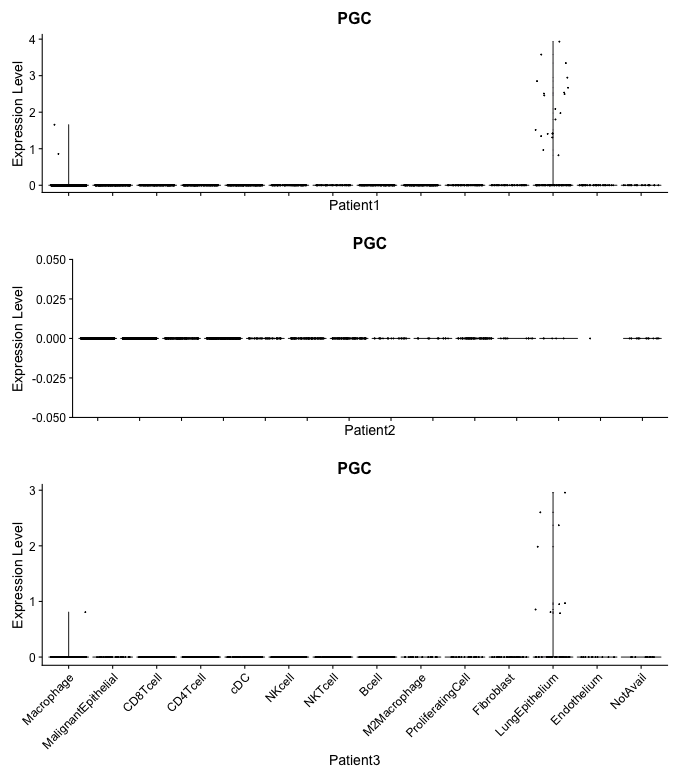 PGC
Expression Level
4
3
2
1
0
Patient1
PGC
Expression Level
0.050
0.025
0.000
-0.025
-0.050
Patient2
PGC
Expression Level
3
2
1
0
Macrophage
MalignantEpithelial
CD8Tcell
CD4Tcell
cDC
NKcell
NKTcell
Bcell
M2Macrophage
ProliferatingCell
Fibroblast
LungEpithelium
Endothelium
NotAvail
Patient3